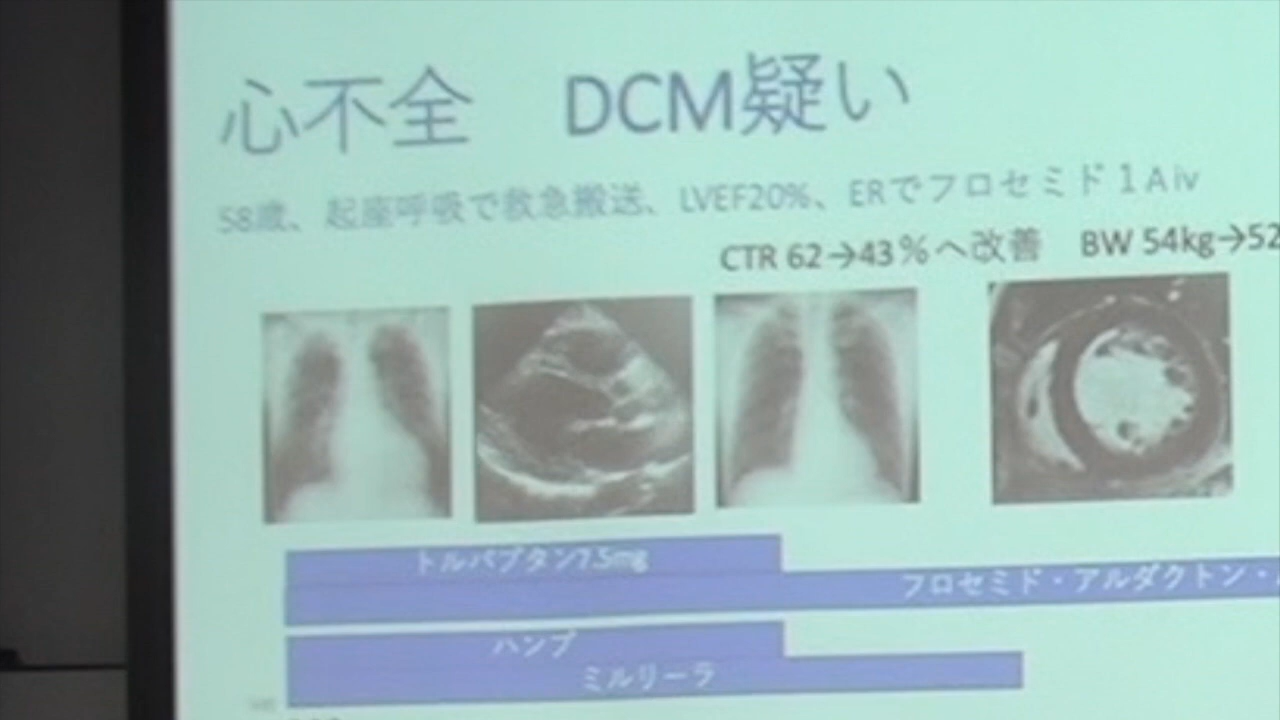 心不全　DCM疑い
58歳、起座呼吸で救急搬送、LVEF20%、ERでフロセミド１A iv
CTR 62→43％へ改善　BW 54kg→52
トルバプタン7.5mg
フロセミド・アルダクトン・
ハンプ
ミルリーラ